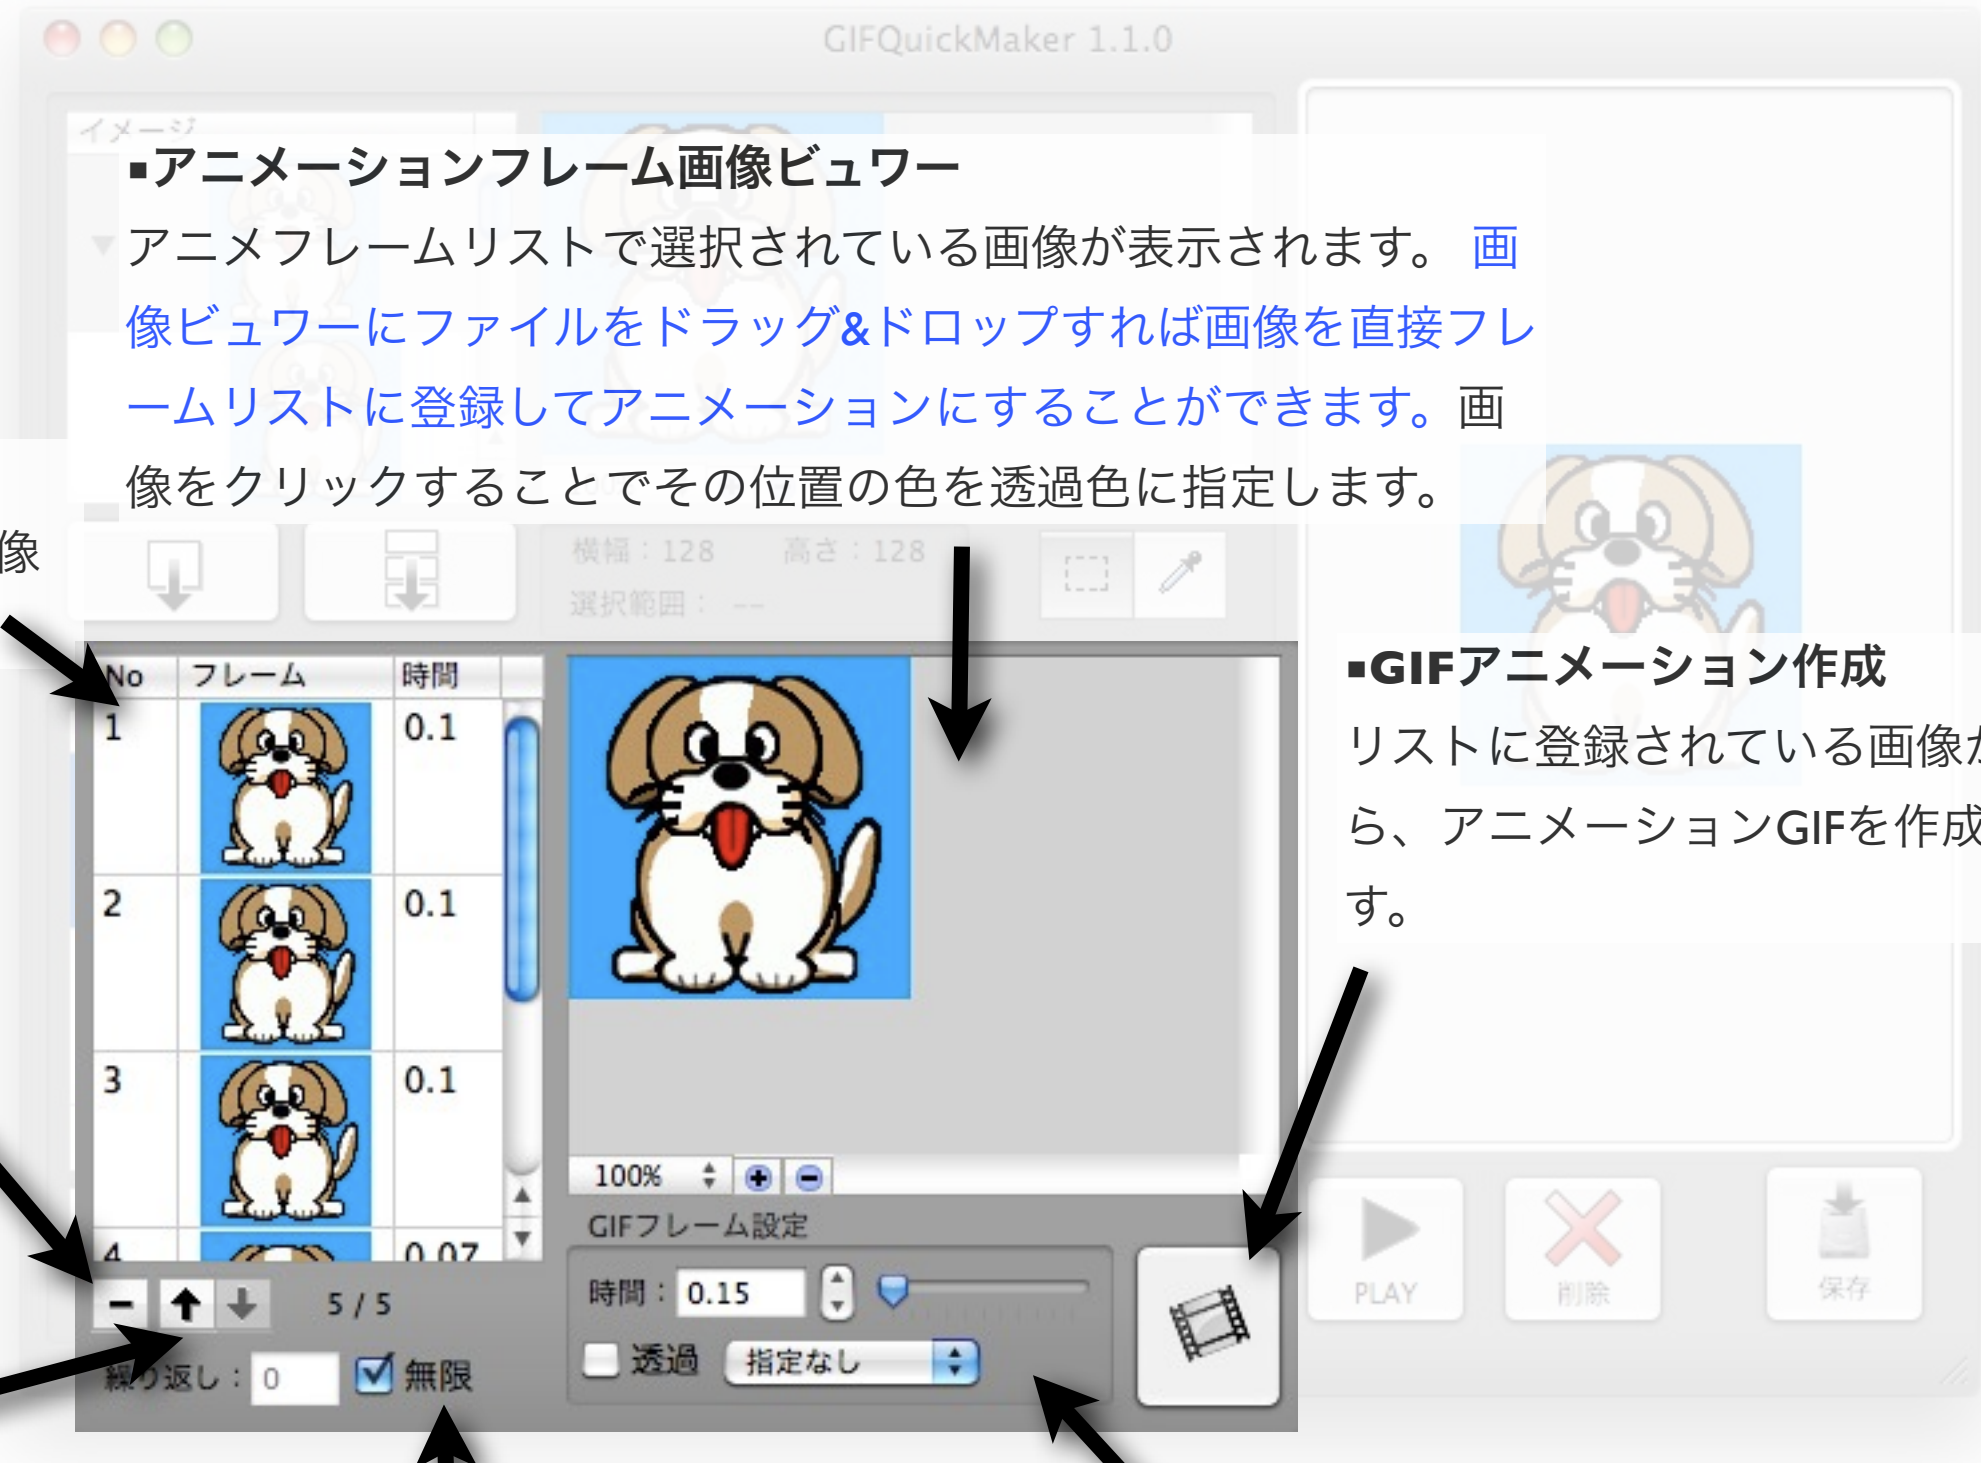 GIFQuickMaker 1.1.0
イメージ
▪アニメーションフレーム画像ビュワー
アニメフレームリストで選択されている画像が表示されます。 画
像ビュワーにファイルをドラッグ&ドロップすれば画像を直接フレ
ームリストに登録してアニメーションにすることができます。画
像をクリックすることでその位置の色を透過色に指定します。
像
横幅：128 高さ：128
選択範囲： --
No フレーム 時間
1 0.1
2 0.1
3 0.1
4 0.07
▪GIFアニメーション作成
リストに登録されている画像か
ら、アニメーションGIFを作成
す。
100%
GIFフレーム設定
時間： 0.15
透過 指定なし
5 / 5
繰り返し： 0 無限
PLAY 削除 保存